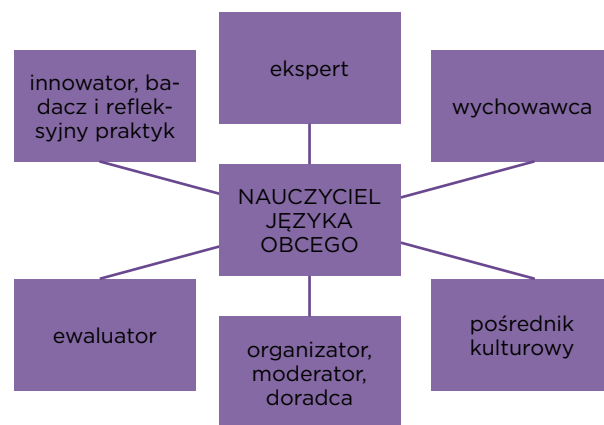 ekspert
innowator, ba-
dacz i reflek-
syjny praktyk
wychowawca
NAUCZYCIEL
JĘZYKA
OBCEGO
ewaluator
organizator,
moderator,
doradca
pośrednik
kulturowy